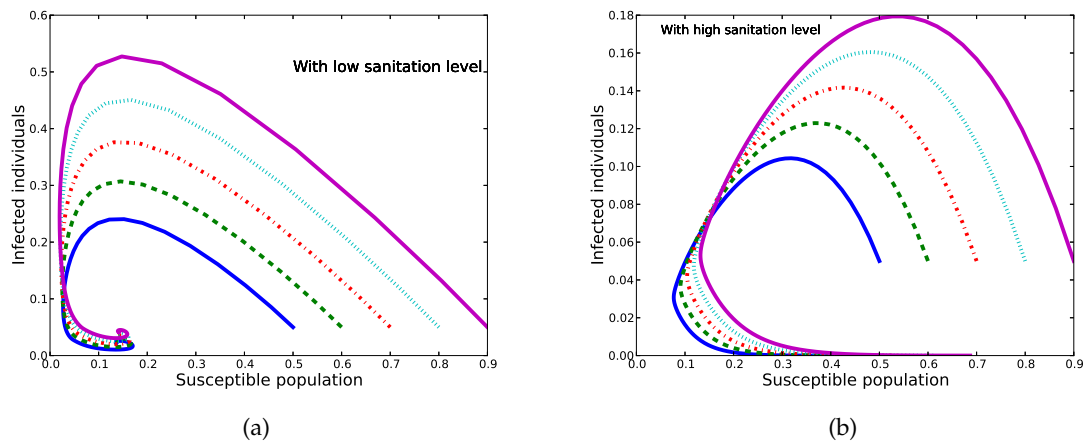 0.6
0.5
0.4
0.3
0.2
0.1
0.0
Infected individuals
With low sanitation level
0.0 0.1 0.2 0.3 0.4 0.5 0.6 0.7 0.8 0.9
Susceptible population
(a)
0.18
0.16
0.14
0.12
0.10
0.08
0.06
0.04
0.02
0.00
Infected individuals
With high sanitation level
0.1 0.2 0.3 0.4 0.5 0.6 0.7 0.8 0.9
Susceptible population
(b)